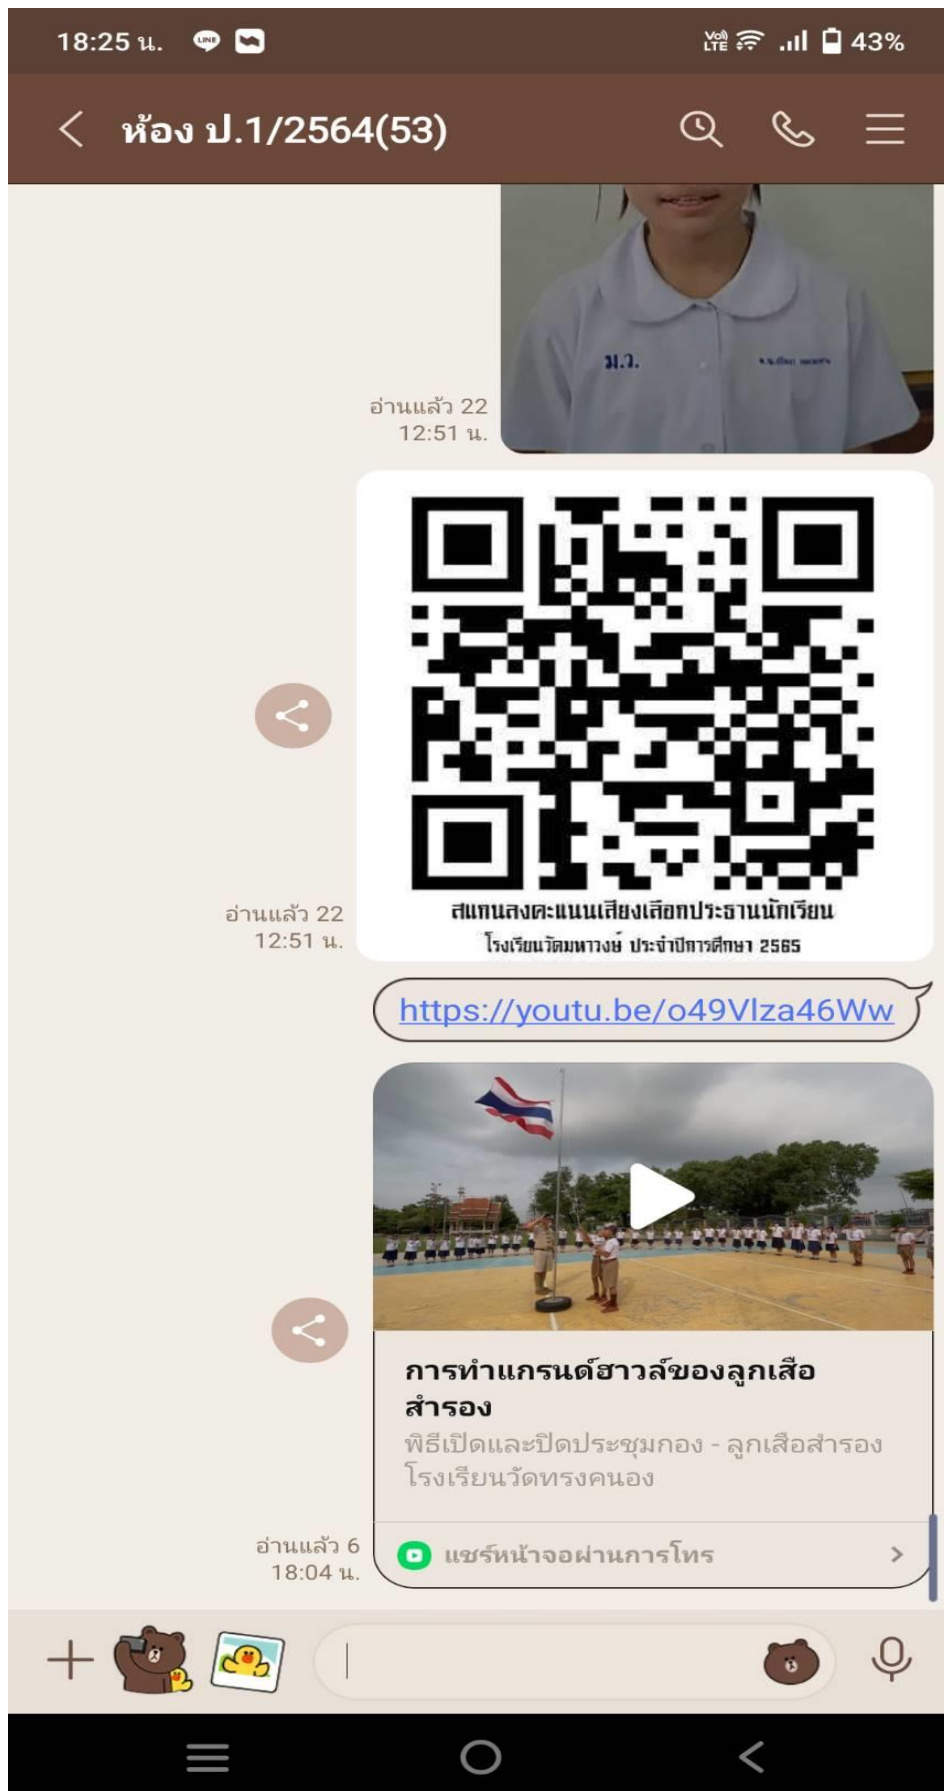 18:25 น.
LINE
Vo)
LTE
43%
ห้อง ป.1/2564(53)
ม.ว.
อ่านแล้ว 22
12:51 น.
สแกนลงคะแนนเสียงเลือกประธานนักเรียน
โรงเรียนวัดมหาวงษ์ ประจำปีการศึกษา 2565
อ่านแล้ว 22
12:51 น.
https://youtu.be/o49Vlza46Ww
การทำแกรนด์ฮาวล์ของลูกเสือ
สำรอง
พิธีเปิดและปิดประชุมกอง - ลูกเสือสำรอง
โรงเรียนวัดทรงคนอง
แชร์หน้าจอผ่านการโทร
อ่านแล้ว 6
18:04 น.